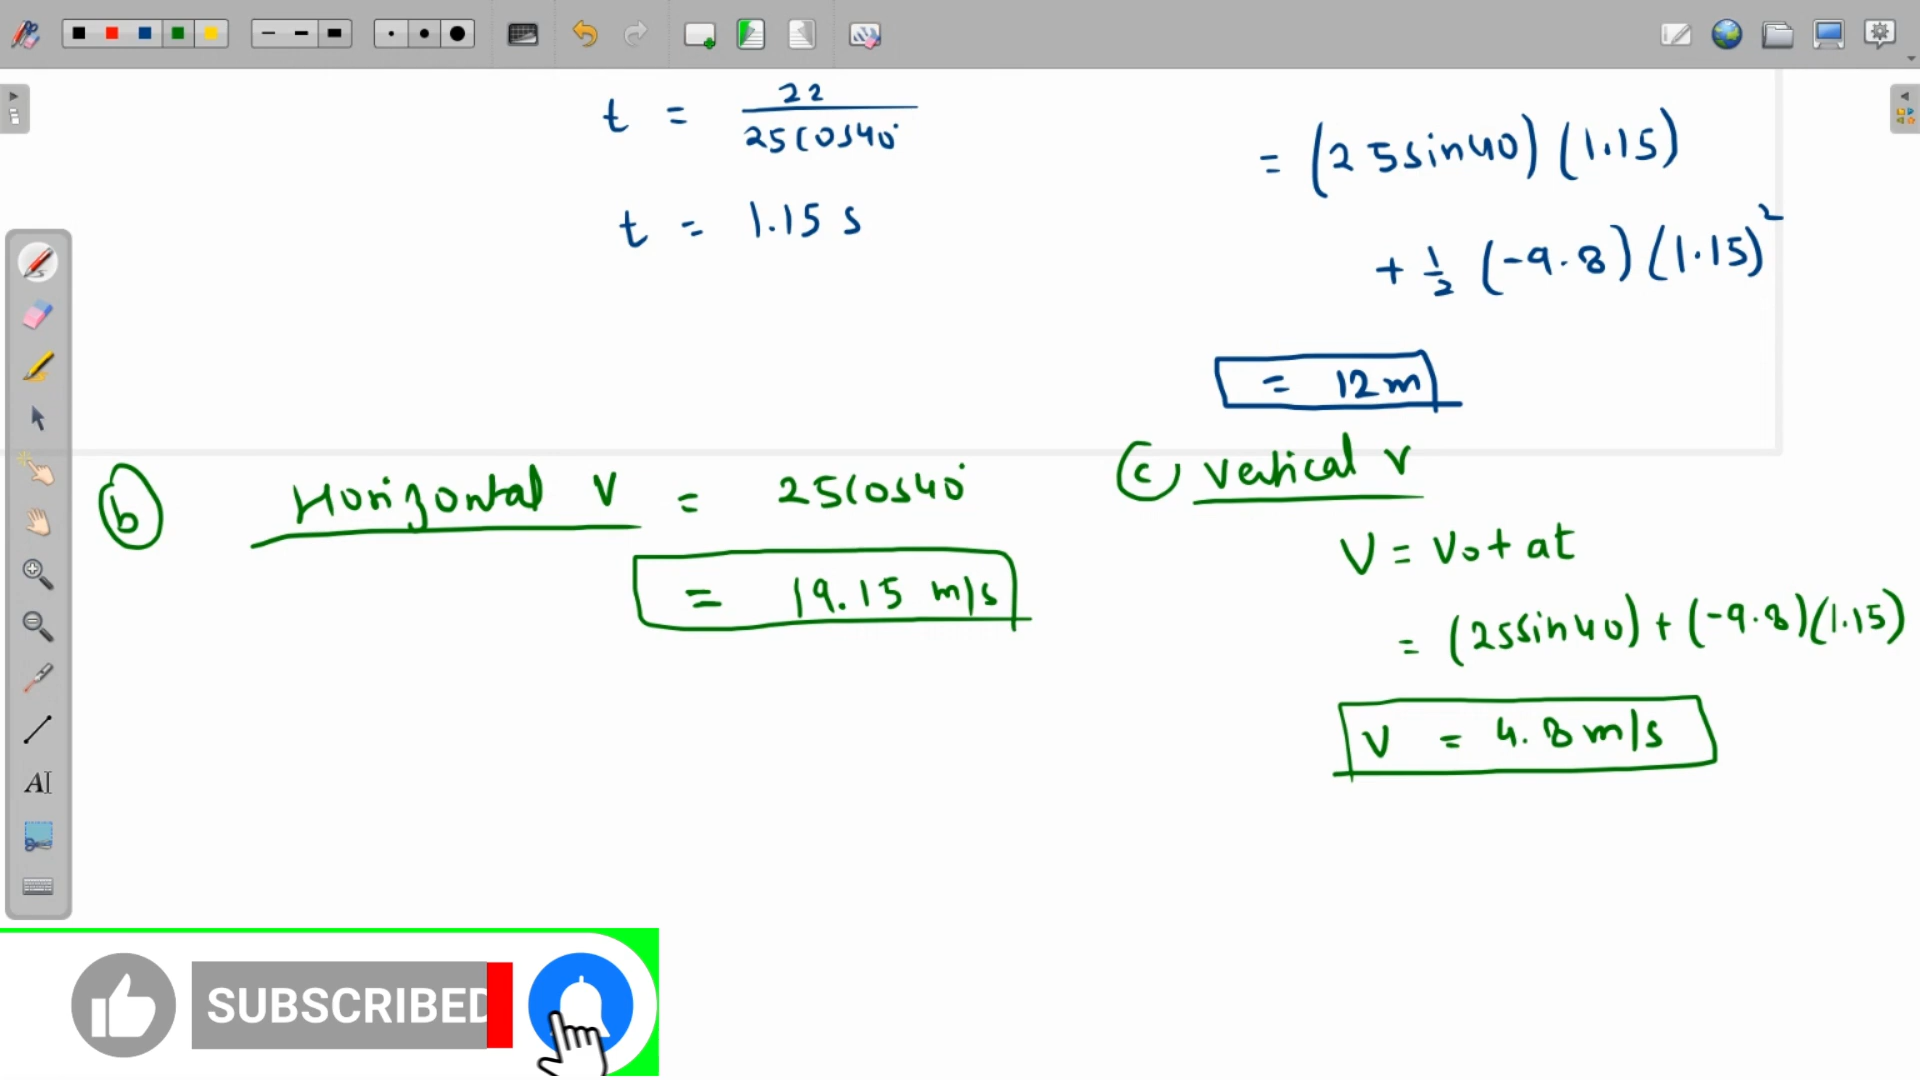 t = 22 / 25cos40°
t = 1.15 s
= (25sin40)(1.15)
+ 1/2 (-9.8)(1.15)²
= 12m
(b) Horizontal v = 25cos40°
= 19.15 m/s
(c) vertical v
V = V₀ + at
= (25sin40) + (-9.8)(1.15)
V = 4.8 m/s
AI
SUBSCRIBED